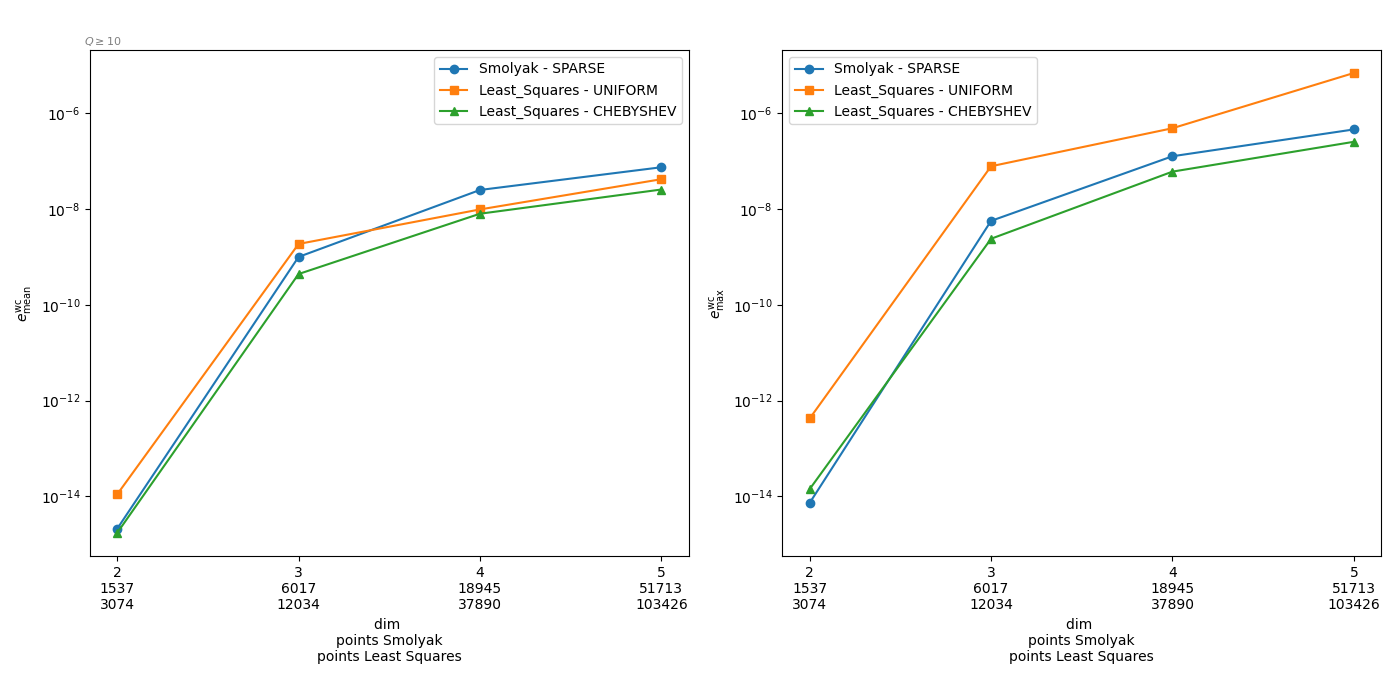 Q ≥ 10
Smolyak - SPARSE
Least_Squares - UNIFORM
Least_Squares - CHEBYSHEV
10⁻⁶
10⁻⁸
10⁻¹⁰
10⁻¹²
10⁻¹⁴
e^wc_mean
2 3 4 5
1537 6017 18945 51713
3074 12034 37890 103426
dim
points Smolyak
points Least Squares
Smolyak - SPARSE
Least_Squares - UNIFORM
Least_Squares - CHEBYSHEV
10⁻⁶
10⁻⁸
10⁻¹⁰
10⁻¹²
10⁻¹⁴
e^wc_max
2 3 4 5
1537 6017 18945 51713
3074 12034 37890 103426
dim
points Smolyak
points Least Squares